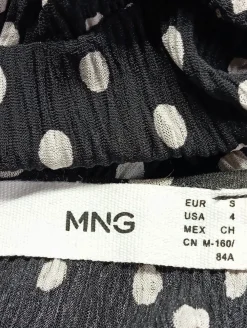 MNG
EUR S
USA 4
MEX CH
CN M-160/
84A